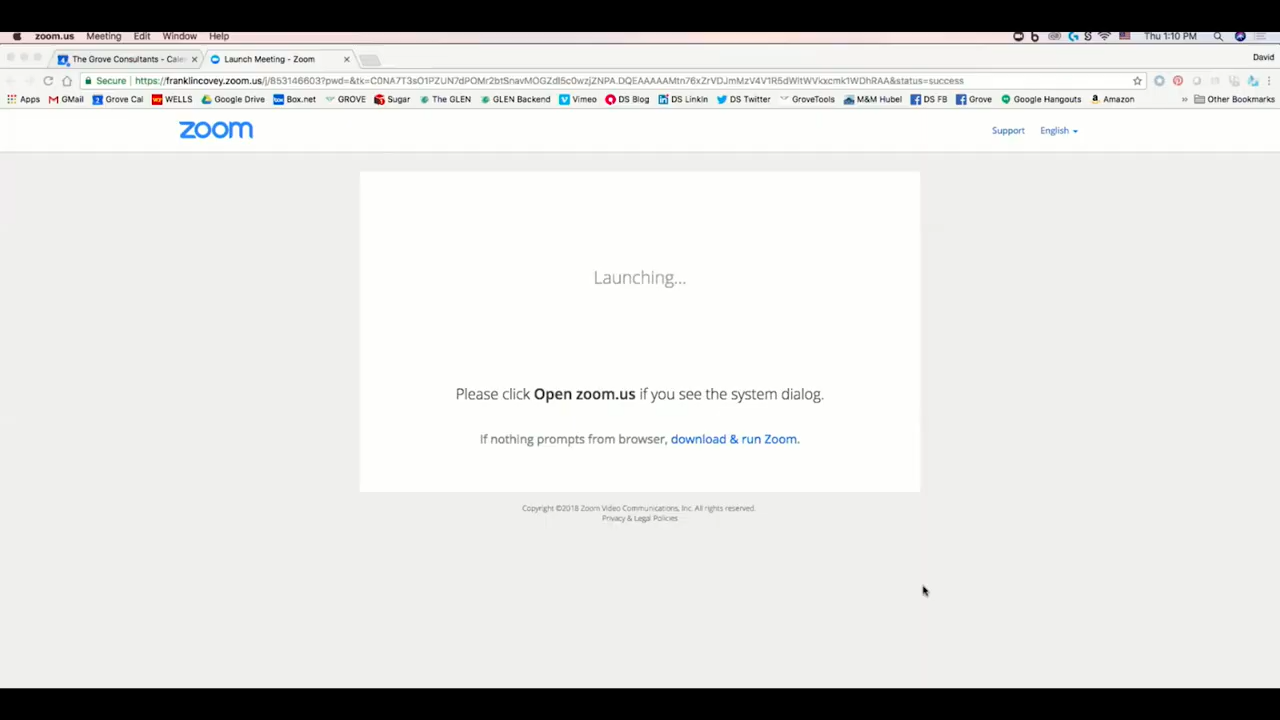 zoom.us Meeting Edit Window Help Thu 1:10 PM
The Grove Consultants - Cale Launch Meeting - Zoom David
Secure
Apps GMail Grove Cal WELLS Google Drive Box.net GROVE Sugar The GLEN GLEN Backend Vimeo DS Blog DS LinkIn DS Twitter GroveTools M&M Hubel DS FB Grove Google Hangouts Amazon » Other Bookmarks
zoom Support English
Launching...
Please click Open zoom.us if you see the system dialog.
If nothing prompts from browser, download & run Zoom.
Copyright ©2018 Zoom Video Communications, Inc. All rights reserved.
Privacy & Legal Policies